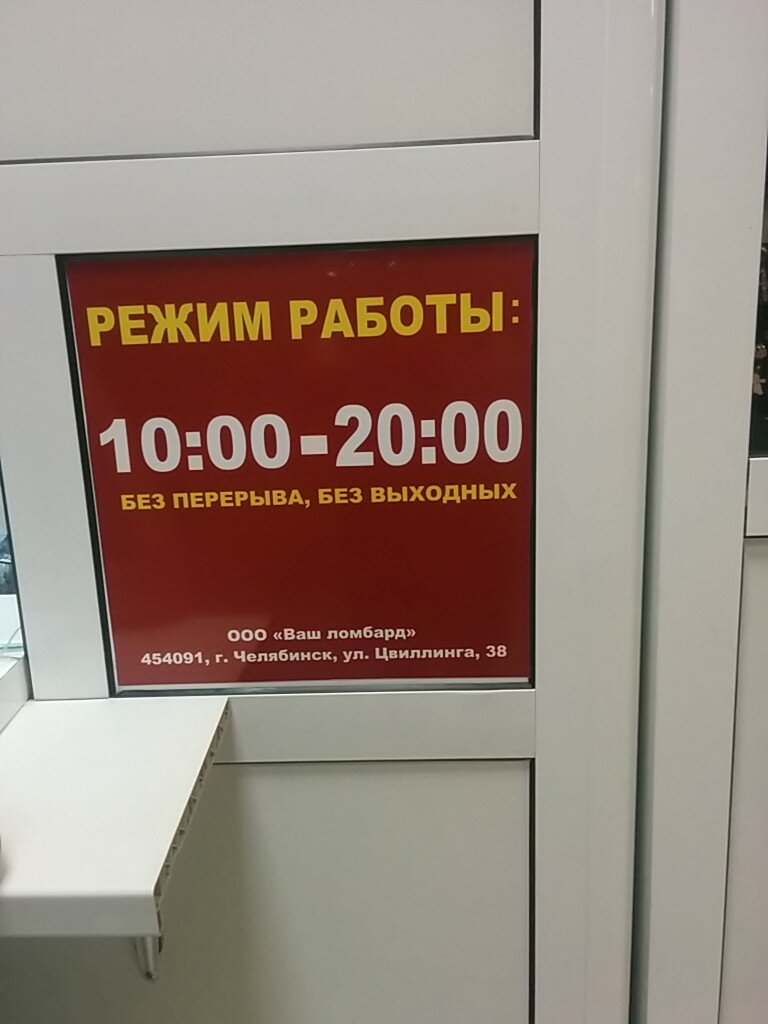 РЕЖИМ РАБОТЫ:
10:00-20:00
БЕЗ ПЕРЕРЫВА, БЕЗ ВЫХОДНЫХ
ООО «Ваш ломбард»
454091, г. Челябинск, ул. Цвиллинга, 38